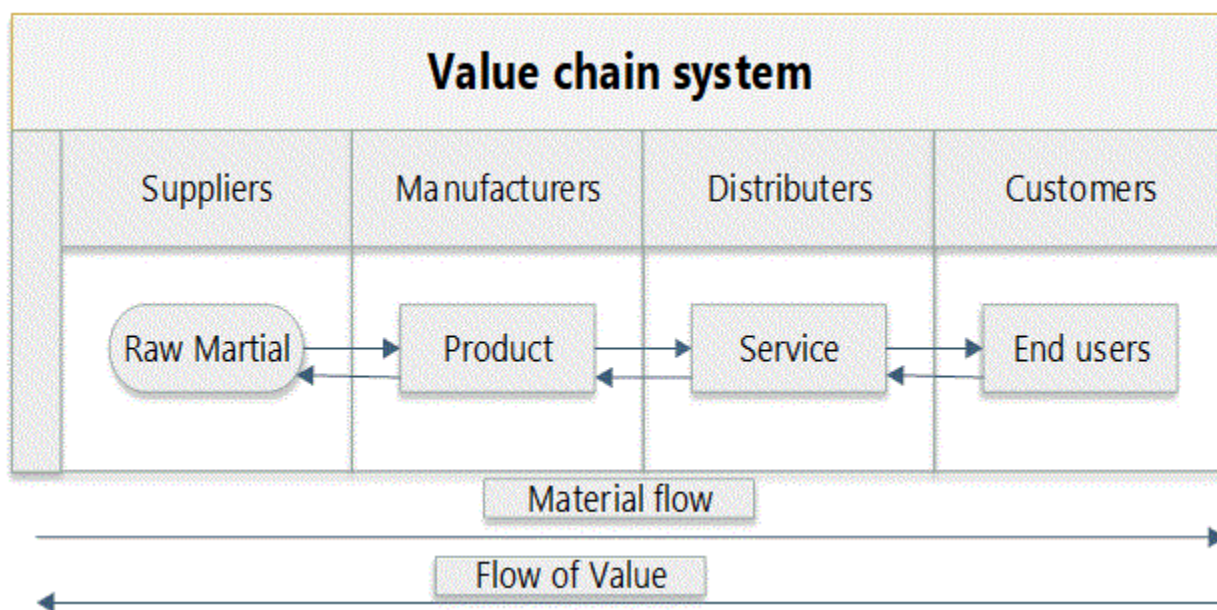 Value chain system
Suppliers
Manufacturers
Distributers
Customers
Raw Martial
Product
Service
End users
Material flow
Flow of Value